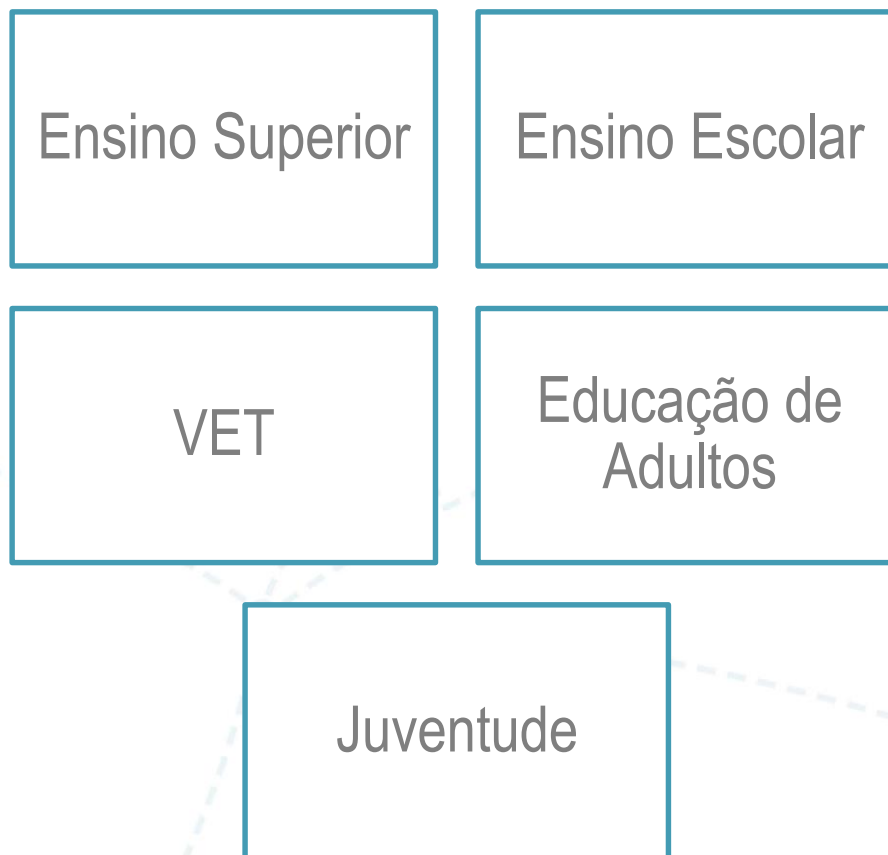 Ensino Superior
Ensino Escolar
VET
Educação de
Adultos
Juventude